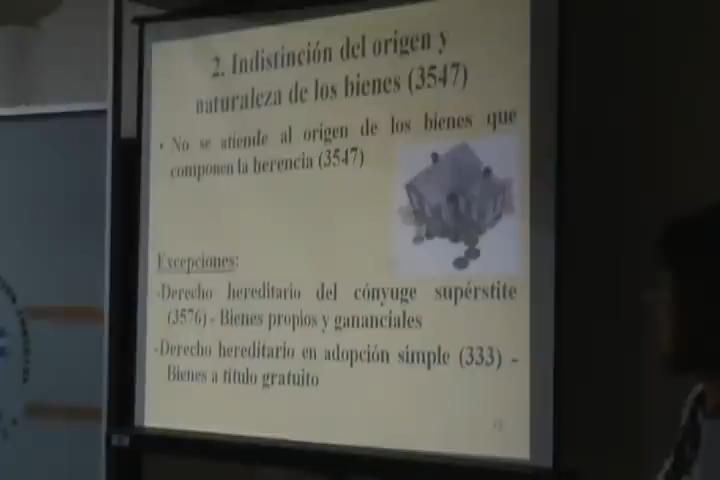 2. Indistinción del origen y
naturaleza de los bienes (3547)
• No se atiende al origen de los bienes que
componen la herencia (3547)
Excepciones:
-Derecho hereditario del cónyuge supérstite
(3576) - Bienes propios y gananciales
-Derecho hereditario en adopción simple (333) -
Bienes a título gratuito